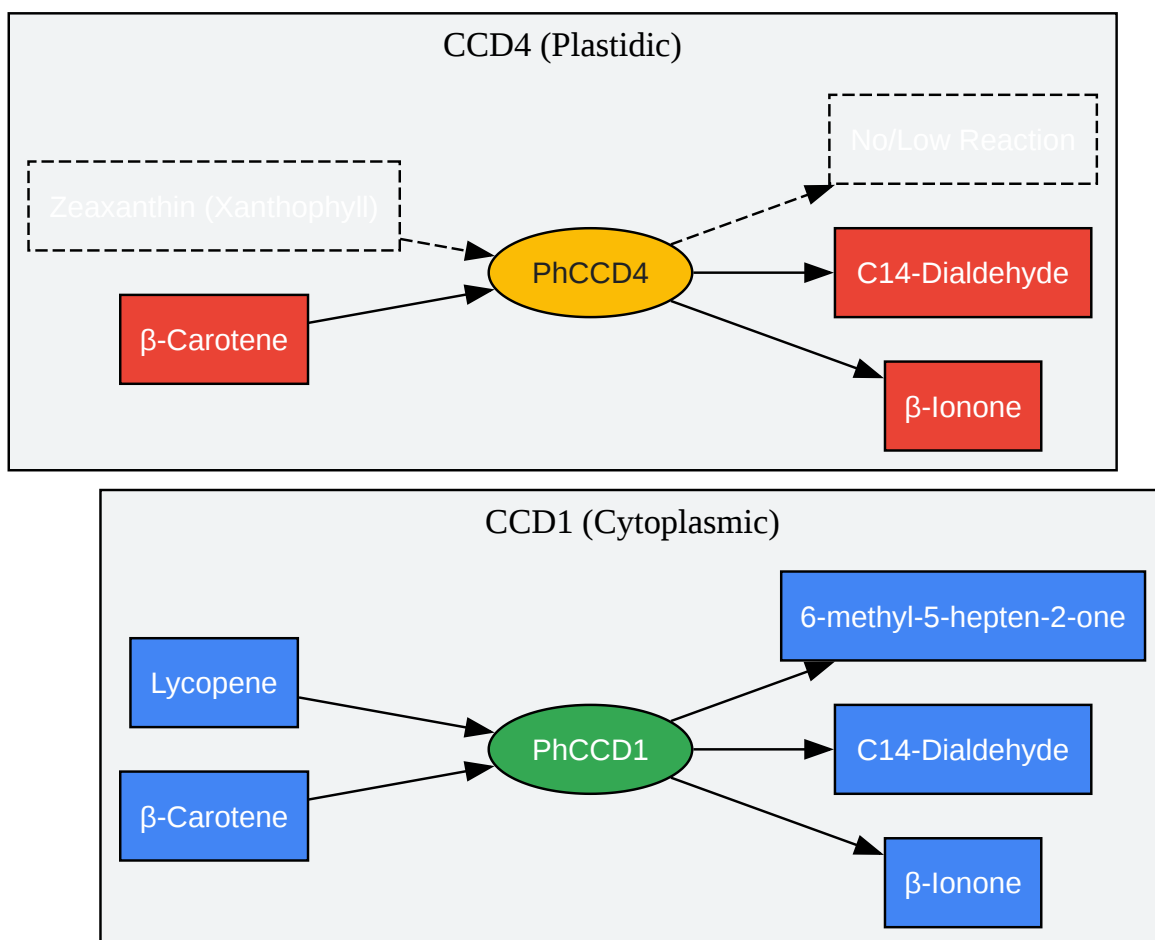 CCD4 (Plastidic)
No/Low Reaction
Zeaxanthin (Xanthophyll)
PhCCD4
C14-Dialdehyde
β-Carotene
β-Ionone
CCD1 (Cytoplasmic)
6-methyl-5-hepten-2-one
Lycopene
PhCCD1
C14-Dialdehyde
β-Carotene
β-Ionone